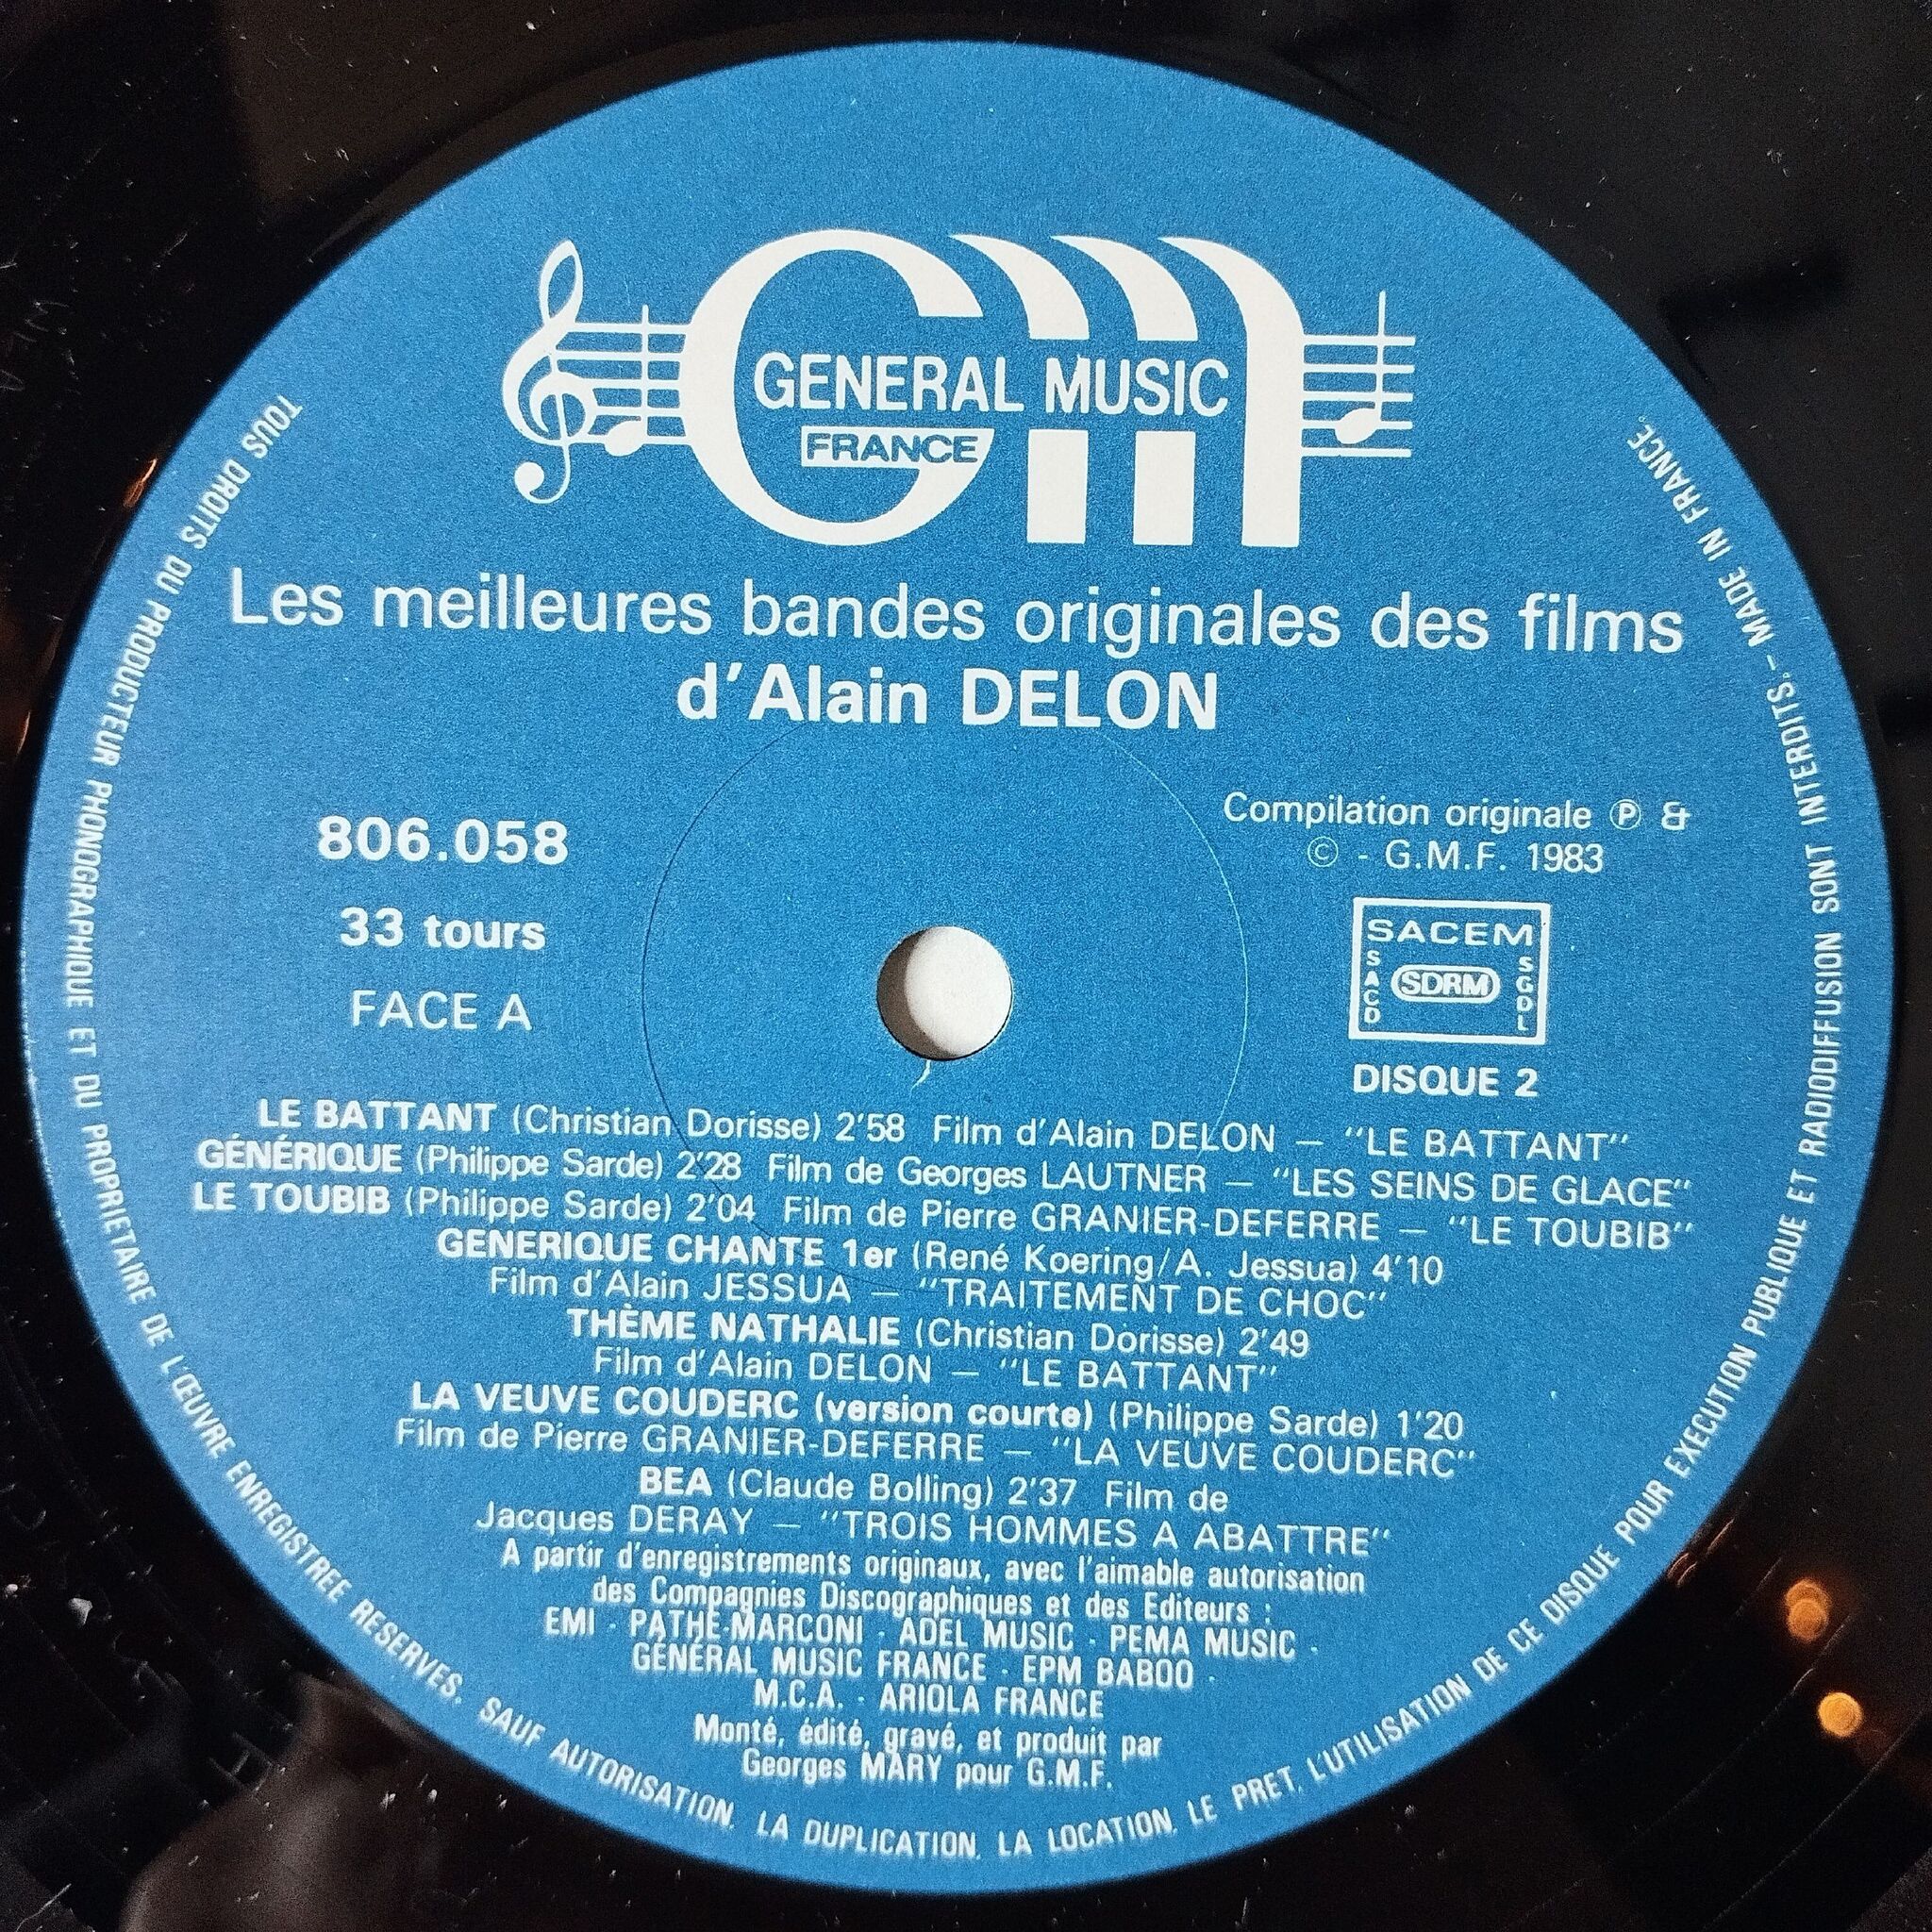 GENERAL MUSIC
FRANCE
Les meilleures bandes originales des films
d'Alain DELON
806.058
33 tours
FACE A
Compilation originale Ⓟ &
© - G.M.F. 1983
SACEM
SACD
SDRM
SGDL
DISQUE 2
LE BATTANT (Christian Dorisse) 2'58 Film d'Alain DELON — "LE BATTANT"
GÉNÉRIQUE (Philippe Sarde) 2'28 Film de Georges LAUTNER — "LES SEINS DE GLACE"
LE TOUBIB (Philippe Sarde) 2'04 Film de Pierre GRANIER-DEFERRE — "LE TOUBIB"
GENERIQUE CHANTE 1er (René Koering/A. Jessua) 4'10
Film d'Alain JESSUA — "TRAITEMENT DE CHOC"
THÈME NATHALIE (Christian Dorisse) 2'49
Film d'Alain DELON — "LE BATTANT"
LA VEUVE COUDERC (version courte) (Philippe Sarde) 1'20
Film de Pierre GRANIER-DEFERRE — "LA VEUVE COUDERC"
BEA (Claude Bolling) 2'37 Film de
Jacques DERAY — "TROIS HOMMES A ABATTRE"
A partir d'enregistrements originaux, avec l'aimable autorisation
des Compagnies Discographiques et des Editeurs :
EMI · PATHÉ-MARCONI · ADEL MUSIC · PEMA MUSIC ·
GÉNÉRAL MUSIC FRANCE · EPM BABOO ·
M.C.A. · ARIOLA FRANCE
Monté, édité, gravé, et produit par
Georges MARY pour G.M.F.
TOUS DROITS DU PRODUCTEUR PHONOGRAPHIQUE ET DU PROPRIETAIRE DE L'ŒUVRE ENREGISTREE RESERVES. SAUF AUTORISATION, LA DUPLICATION, LA LOCATION, LE PRET, L'UTILISATION DE CE DISQUE POUR EXECUTION PUBLIQUE ET RADIODIFFUSION SONT INTERDITS. - MADE IN FRANCE